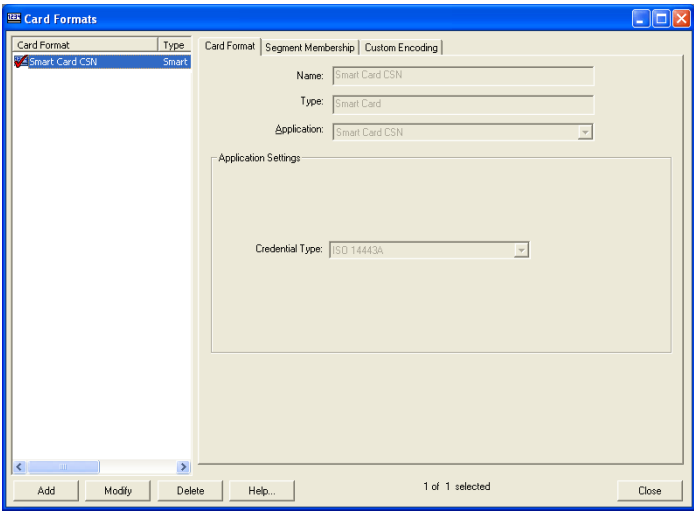 Card Formats
Card Format Type
Smart Card CSN Smart
Card Format Segment Membership Custom Encoding
Name: Smart Card CSN
Type: Smart Card
Application: Smart Card CSN
Application Settings
Credential Type: ISO 14443A
Add Modify Delete Help... 1 of 1 selected Close